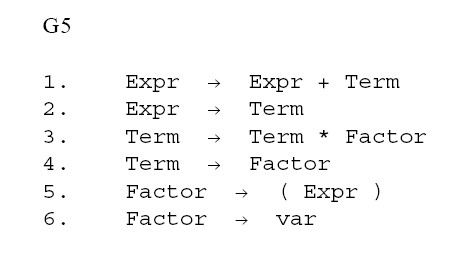 G5
1. Expr → Expr + Term
2. Expr → Term
3. Term → Term * Factor
4. Term → Factor
5. Factor → ( Expr )
6. Factor → var